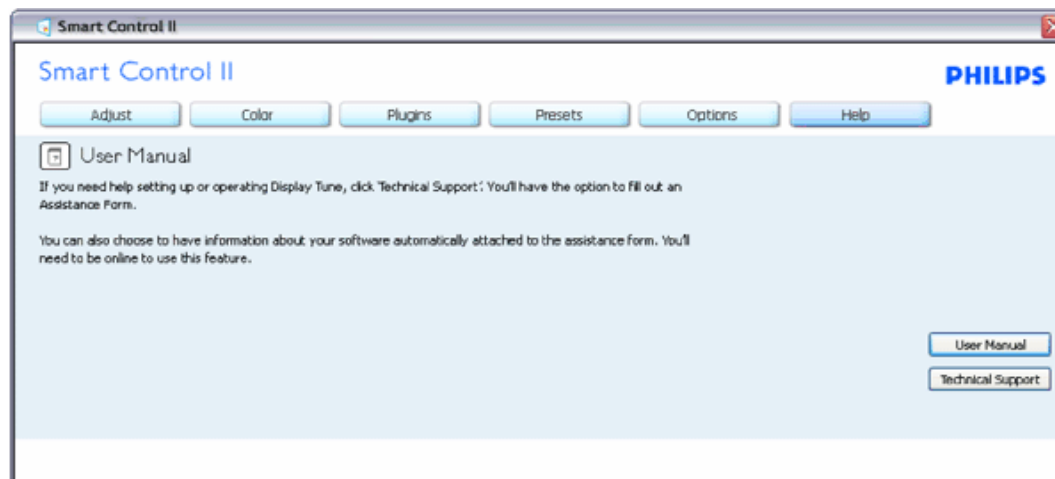 Smart Control II
Smart Control II
PHILIPS
Adjust Color Plugins Presets Options Help
User Manual
If you need help setting up or operating Display Tune, click 'Technical Support'. You'll have the option to fill out an
Assistance Form.
You can also choose to have information about your software automatically attached to the assistance form. You'll
need to be online to use this feature.
User Manual
Technical Support